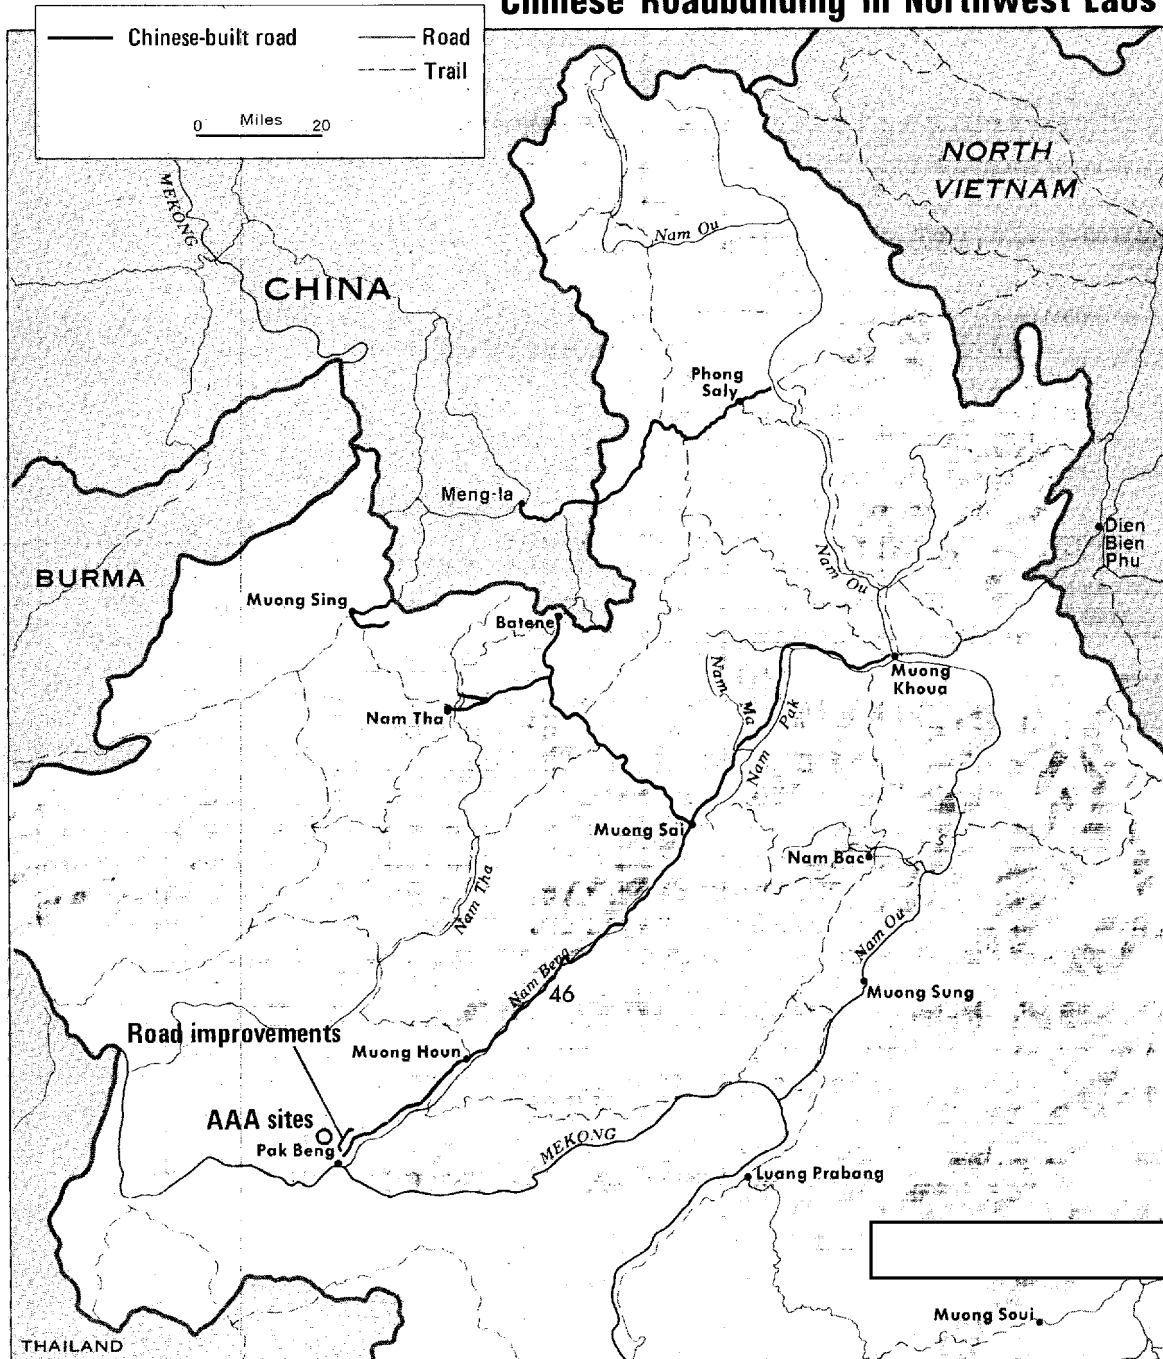 Chinese Roadbuilding in Northwest Laos
Chinese-built road
Road
Trail
Miles
0 20
MEKONG
NORTH
VIETNAM
Nam Ou
CHINA
Phong
Saly
Meng-la
Dien
Bien
Phu
BURMA
Nam Ou
Muong Sing
Batene
Muong
Khoua
Nam Ma
Nam Pak
Nam Tha
Muong Sai
Nam Bac
Nam Tha
Nam Ou
Nam Beng
46
Muong Sung
Road improvements
Muong Houn
AAA sites
Pak Beng
MEKONG
Luang Prabang
Muong Soui
THAILAND